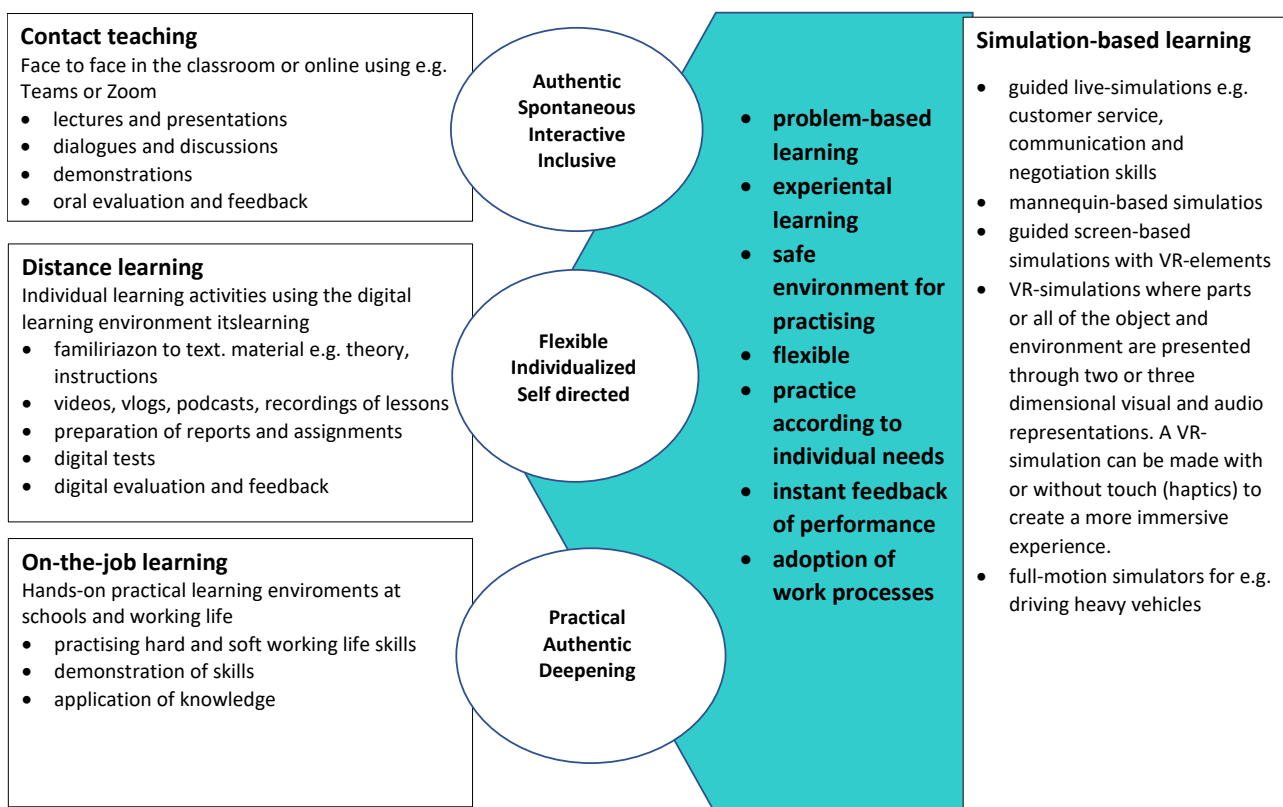 Contact teaching
Face to face in the classroom or online using e.g.
Teams or Zoom
• lectures and presentations
• dialogues and discussions
• demonstrations
• oral evaluation and feedback
Distance learning
Individual learning activities using the digital
learning environment itslearning
• familiriazon to text. material e.g. theory,
instructions
• videos, vlogs, podcasts, recordings of lessons
• preparation of reports and assignments
• digital tests
• digital evaluation and feedback
On-the-job learning
Hands-on practical learning enviroments at
schools and working life
• practising hard and soft working life skills
• demonstration of skills
• application of knowledge
Authentic
Spontaneous
Interactive
Inclusive
Flexible
Individualized
Self directed
Practical
Authentic
Deepening
• problem-based
learning
• experiental
learning
• safe
environment for
practising
• flexible
• practice
according to
individual needs
• instant feedback
of performance
• adoption of
work processes
Simulation-based learning
• guided live-simulations e.g.
customer service,
communication and
negotiation skills
• mannequin-based simulatios
• guided screen-based
simulations with VR-elements
• VR-simulations where parts
or all of the object and
environment are presented
through two or three
dimensional visual and audio
representations. A VR-
simulation can be made with
or without touch (haptics) to
create a more immersive
experience.
• full-motion simulators for e.g.
driving heavy vehicles